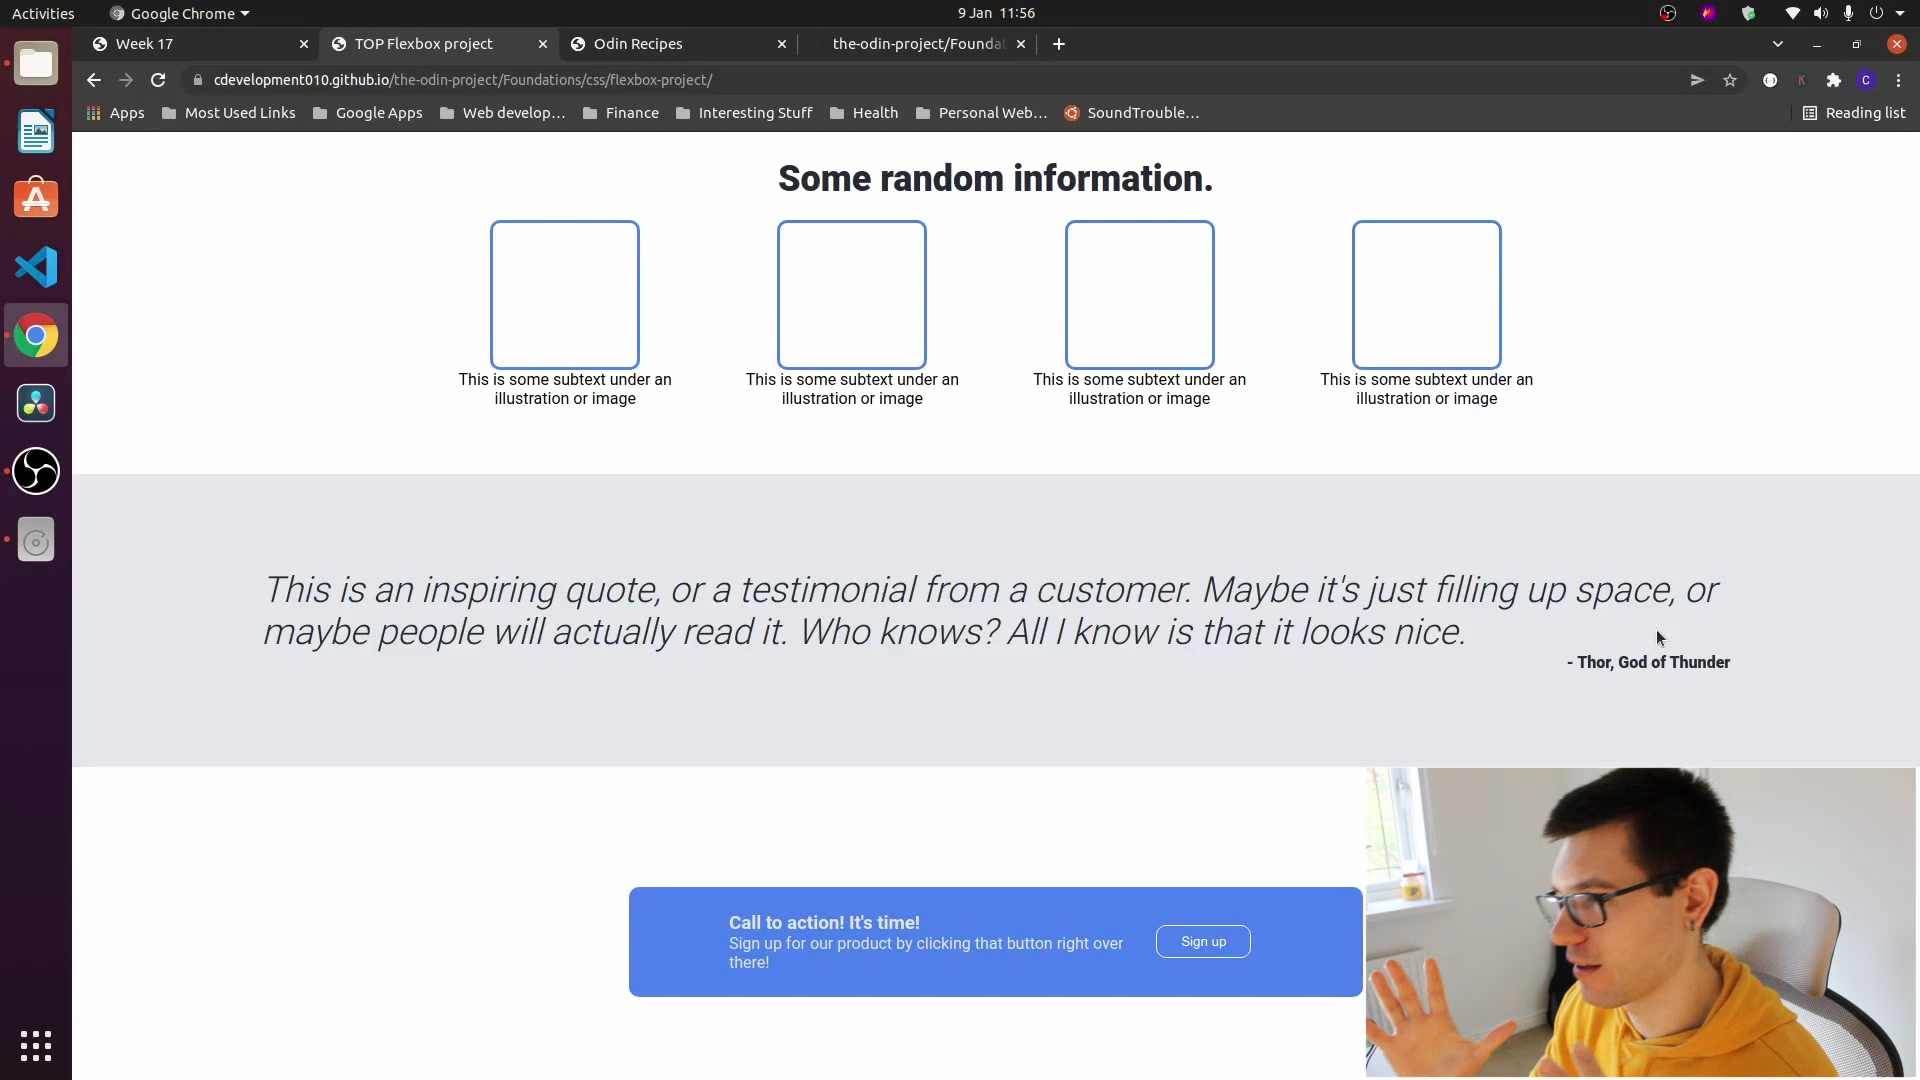 Activities
Google Chrome
9 Jan 11:56
Week 17
TOP Flexbox project
Odin Recipes
the-odin-project/Founda
cdevelopment010.github.io/the-odin-project/Foundations/css/flexbox-project/
K
C
Apps
Most Used Links
Google Apps
Web develop...
Finance
Interesting Stuff
Health
Personal Web...
SoundTrouble...
Reading list
Some random information.
This is some subtext under an
illustration or image
This is some subtext under an
illustration or image
This is some subtext under an
illustration or image
This is some subtext under an
illustration or image
This is an inspiring quote, or a testimonial from a customer. Maybe it's just filling up space, or
maybe people will actually read it. Who knows? All I know is that it looks nice.
- Thor, God of Thunder
Call to action! It's time!
Sign up for our product by clicking that button right over
there!
Sign up